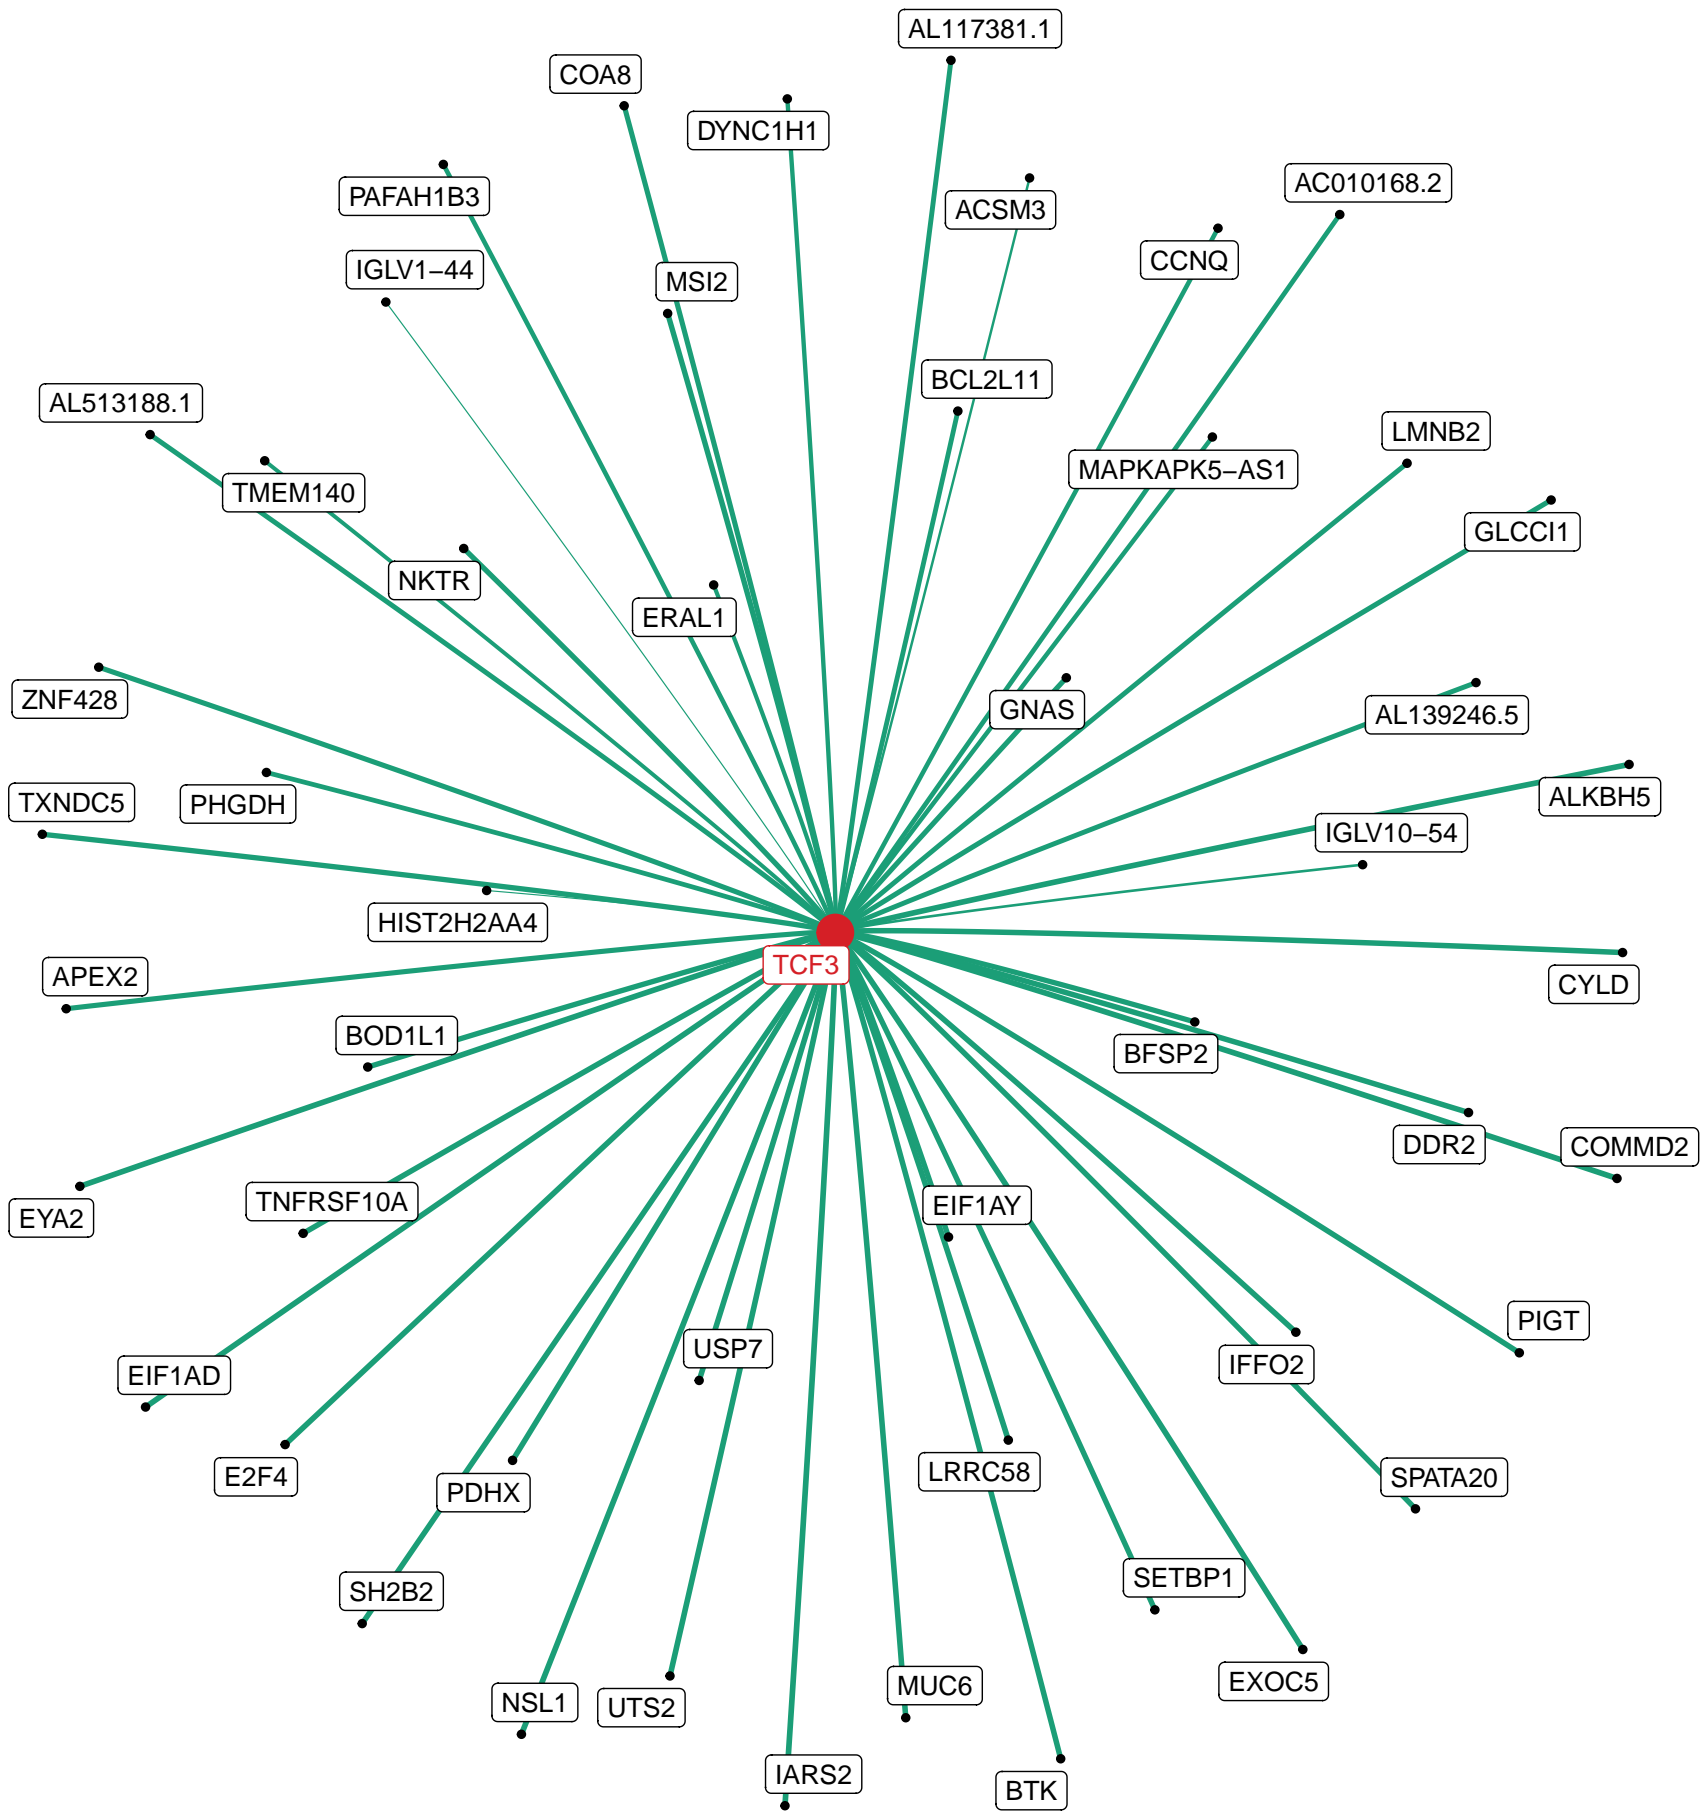 AL117381.1
COA8
DYNC1H1
AC010168.2
PAFAH1B3
ACSM3
CCNQ
IGLV1–44
MSI2
BCL2L11
AL513188.1
LMNB2
MAPKAPK5–AS1
TMEM140
GLCCI1
NKTR
ERAL1
ZNF428
GNAS
AL139246.5
TXNDC5
PHGDH
ALKBH5
IGLV10–54
HIST2H2AA4
TCF3
APEX2
CYLD
BOD1L1
BFSP2
DDR2
COMMD2
TNFRSF10A
EIF1AY
EYA2
PIGT
USP7
IFFO2
EIF1AD
E2F4
LRRC58
SPATA20
PDHX
SETBP1
SH2B2
EXOC5
MUC6
NSL1
UTS2
IARS2
BTK